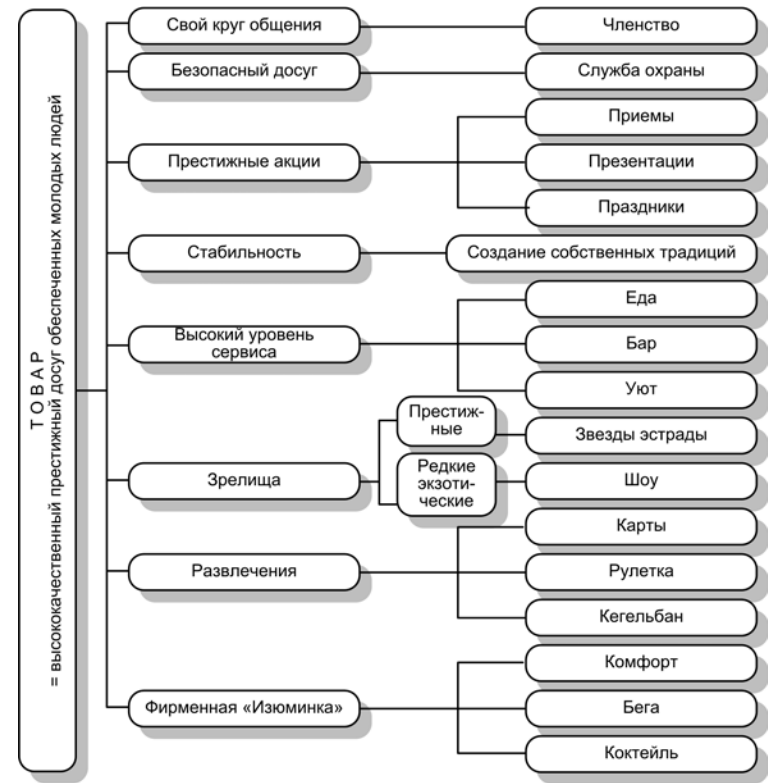 Т О В А Р
= высококачественный престижный досуг обеспеченных молодых людей
Свой круг общения
Членство
Безопасный досуг
Служба охраны
Престижные акции
Приемы
Презентации
Праздники
Стабильность
Создание собственных традиций
Высокий уровень
сервиса
Еда
Бар
Уют
Зрелища
Престиж-
ные
Звезды эстрады
Редкие
экзоти-
ческие
Шоу
Развлечения
Карты
Рулетка
Кегельбан
Фирменная «Изюминка»
Комфорт
Бега
Коктейль